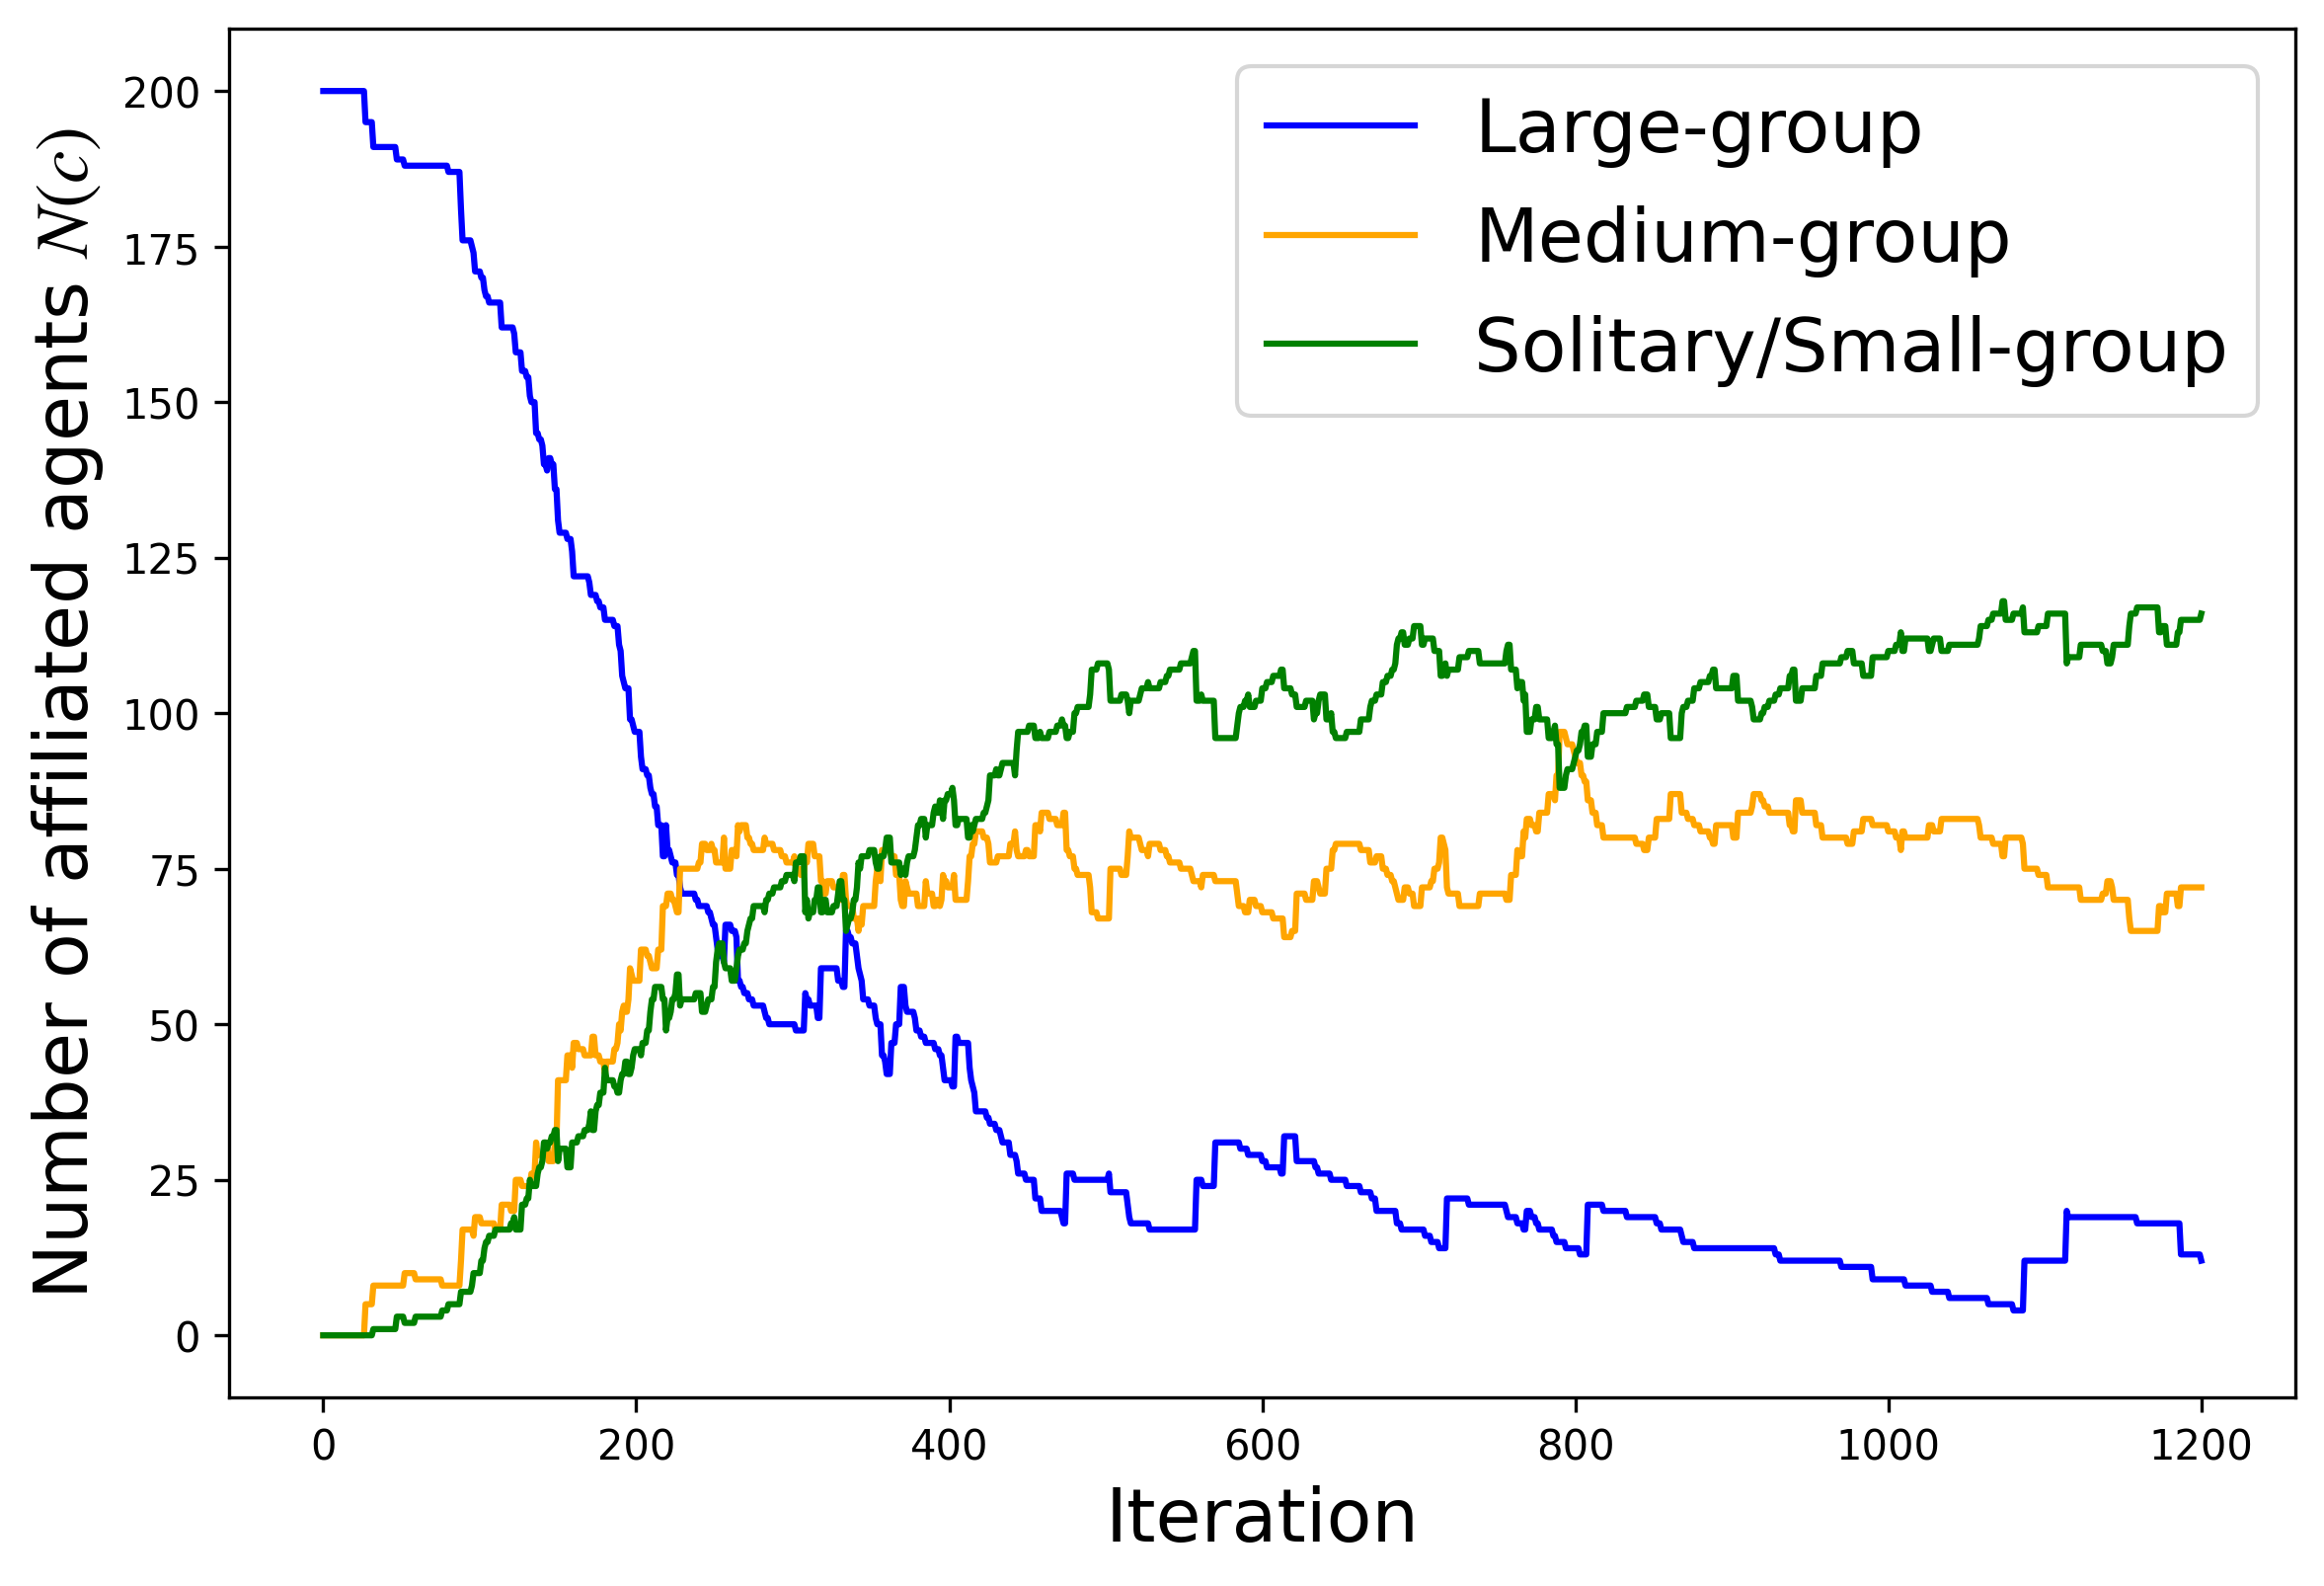 Number of affiliated agents N(c)
200
175
150
125
100
75
50
25
0
Large-group
Medium-group
Solitary/Small-group
0 200 400 600 800 1000 1200
Iteration